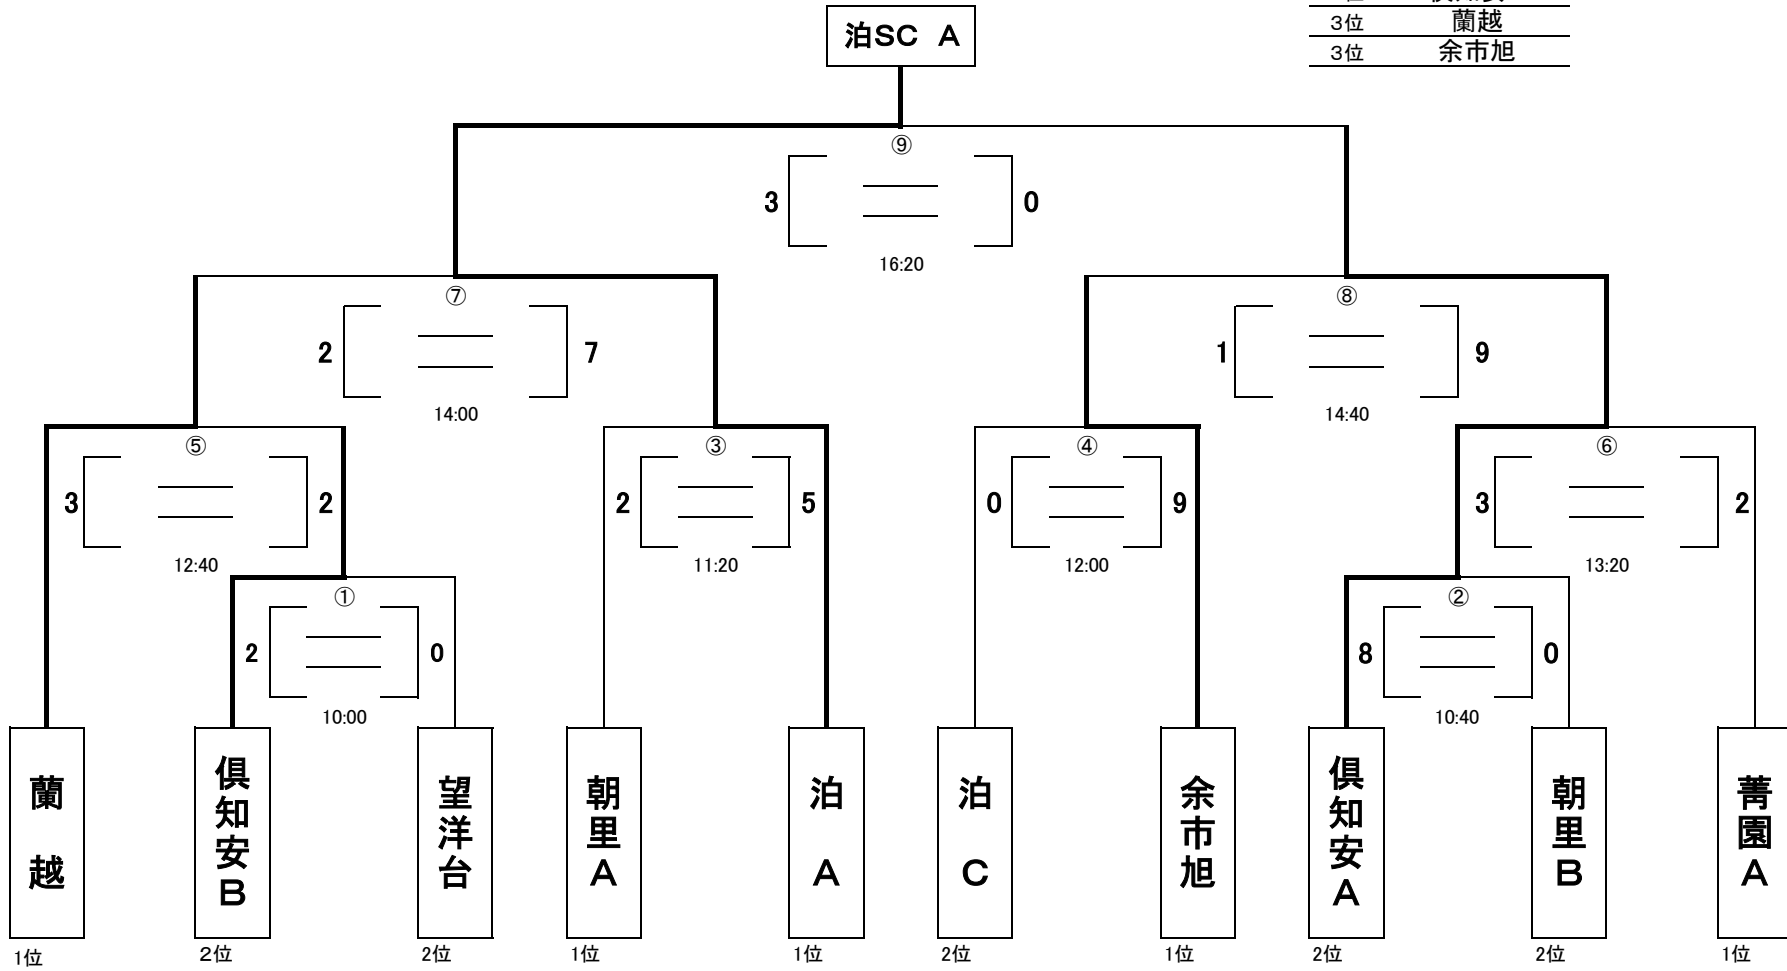 泊SC A
3位 蘭越
3位 余市旭
⑨
3 0
16:20
⑦ ⑧
2 7 1 9
14:00 14:40
⑤ ③ ④ ⑥
3 2 2 5 0 9 3 2
12:40 11:20 12:00 13:20
① ②
2 0 8 0
10:00 10:40
蘭越
倶知安B
望洋台
朝里A
泊A
泊C
余市旭
倶知安A
朝里B
菁園A
1位 2位 2位 1位 1位 2位 1位 2位 2位 1位